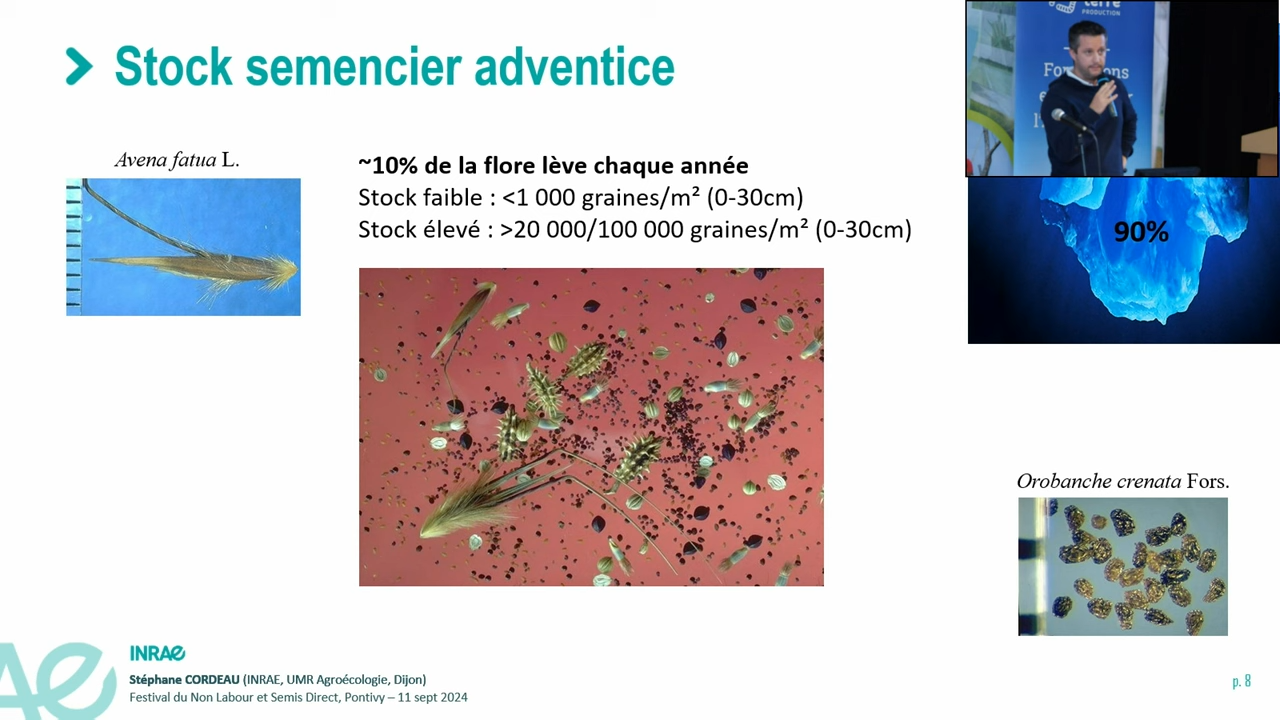 Stock semencier adventice
Avena fatua L.
~10% de la flore lève chaque année
Stock faible : <1 000 graines/m² (0-30cm)
Stock élevé : >20 000/100 000 graines/m² (0-30cm)
terre
PRODUCTION
90%
Orobanche crenata Fors.
INRAE
Stéphane CORDEAU (INRAE, UMR Agroécologie, Dijon)
Festival du Non Labour et Semis Direct, Pontivy – 11 sept 2024
p. 8